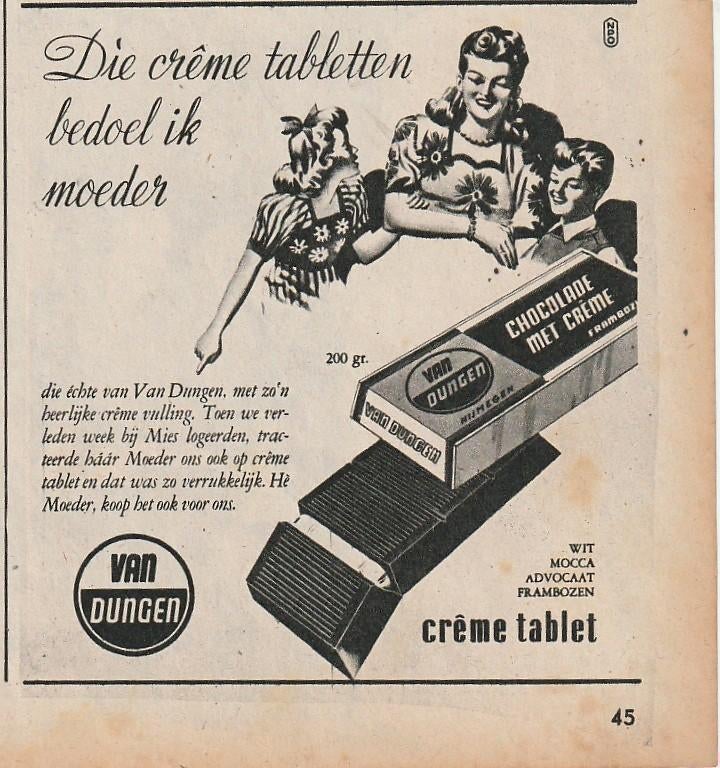 Die crême tabletten
bedoel ik
moeder
NPO
200 gr.
CHOCOLADE
MET CRÈME
FRAMBOZ
VAN
DUNGEN
NIJMEGEN
VAN DUNGEN
die échte van Van Dungen, met zo'n
heerlijke crême vulling. Toen we ver-
leden week bij Mies logeerden, trac-
teerde háár Moeder ons ook op crême
tablet en dat was zo verrukkelijk. Hè
Moeder, koop het ook voor ons.
VAN
DUNGEN
WIT
MOCCA
ADVOCAAT
FRAMBOZEN
crême tablet
45